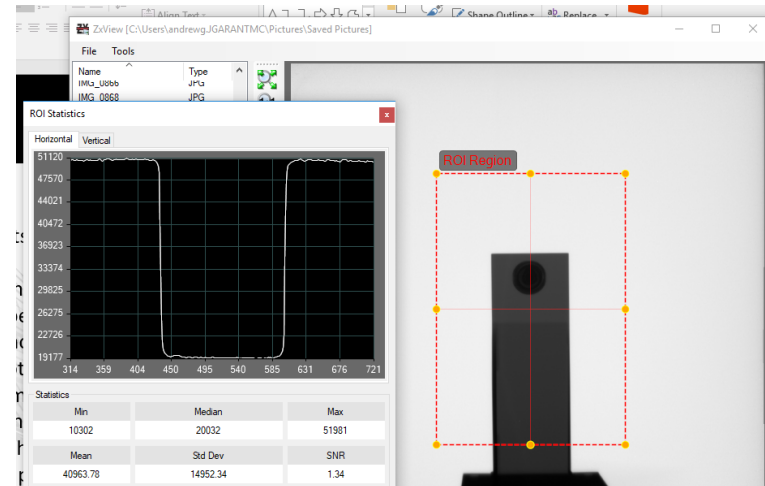 Align Text
Shape Outline
ab Replace
ZxView [C:\Users\andrewgJGARANTMC\Pictures\Saved Pictures]
File Tools
Name Type
IMG_0866 JPG
IMG_0868 JPG
ROI Statistics
x
Horizontal Vertical
51120
47570
44021
40472
36923
33374
29825
26275
22726
19177
314 359 404 450 495 540 585 631 676 721
Statistics
Min Median Max
10302 20032 51981
Mean Std Dev SNR
40963.78 14952.34 1.34
ROI Region